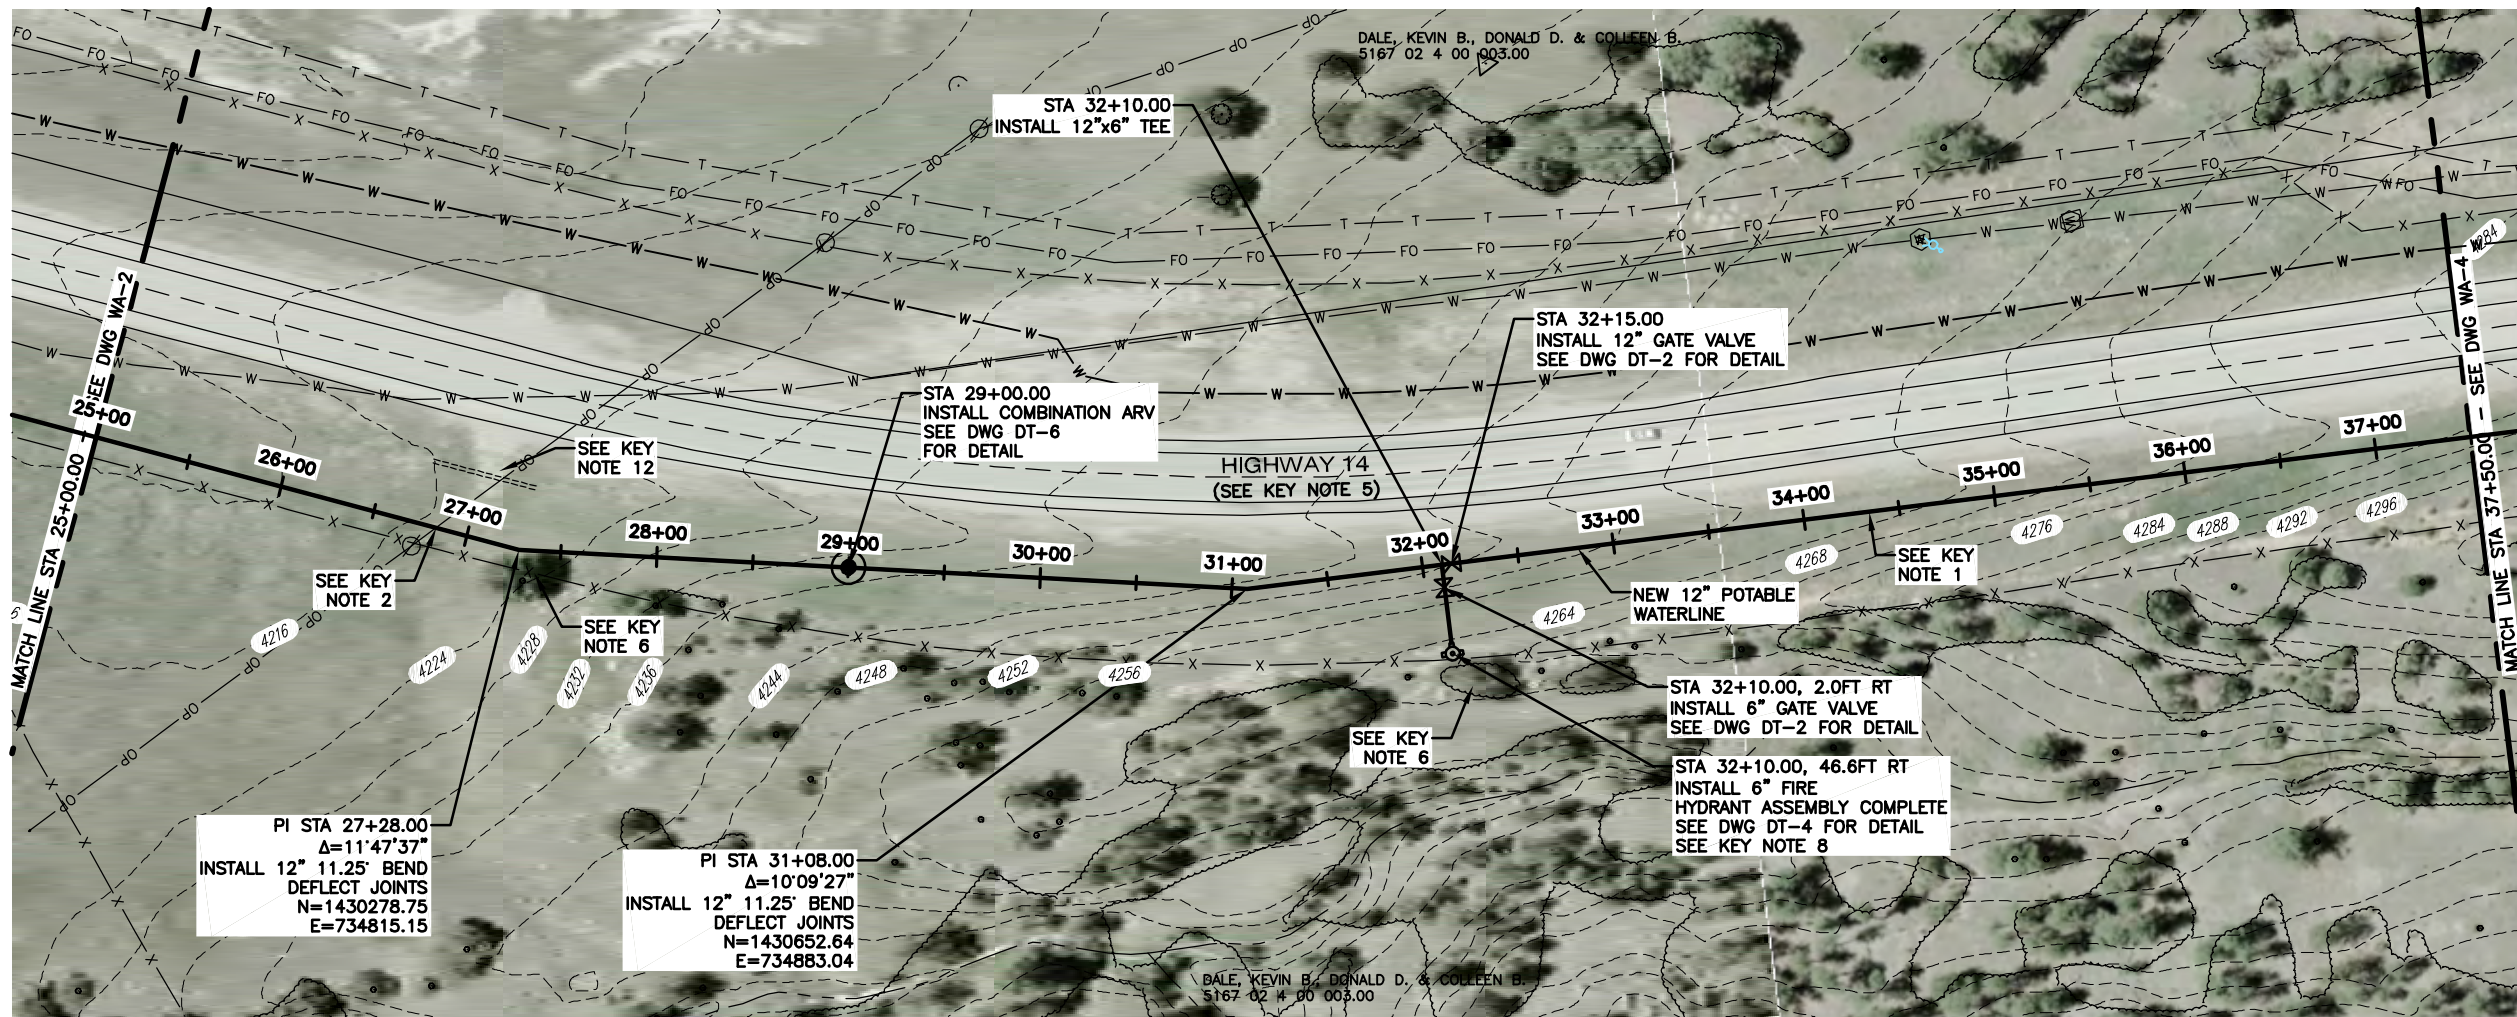 DALE, KEVIN B., DONALD D. & COLLEEN B.
5167 02 4 00 003.00
STA 32+10.00
INSTALL 12"x6" TEE
STA 32+15.00
INSTALL 12" GATE VALVE
SEE DWG DT-2 FOR DETAIL
STA 29+00.00
INSTALL COMBINATION ARV
SEE DWG DT-6
FOR DETAIL
SEE KEY
NOTE 12
HIGHWAY 14
(SEE KEY NOTE 5)
MATCH LINE STA 25+00.00 - SEE DWG WA-2
MATCH LINE STA 37+50.00 - SEE DWG WA-4
25+00
26+00
27+00
28+00
29+00
30+00
31+00
32+00
33+00
34+00
35+00
36+00
37+00
SEE KEY
NOTE 2
SEE KEY
NOTE 6
SEE KEY
NOTE 1
NEW 12" POTABLE
WATERLINE
4216
4224
4228
4232
4236
4244
4248
4252
4256
4264
4268
4276
4284
4288
4292
4296
4284
STA 32+10.00, 2.0FT RT
INSTALL 6" GATE VALVE
SEE DWG DT-2 FOR DETAIL
SEE KEY
NOTE 6
STA 32+10.00, 46.6FT RT
INSTALL 6" FIRE
HYDRANT ASSEMBLY COMPLETE
SEE DWG DT-4 FOR DETAIL
SEE KEY NOTE 8
PI STA 27+28.00
Δ=11°47'37"
INSTALL 12" 11.25° BEND
DEFLECT JOINTS
N=1430278.75
E=734815.15
PI STA 31+08.00
Δ=10°09'27"
INSTALL 12" 11.25° BEND
DEFLECT JOINTS
N=1430652.64
E=734883.04
DALE, KEVIN B., DONALD D. & COLLEEN B.
5167 02 4 00 003.00